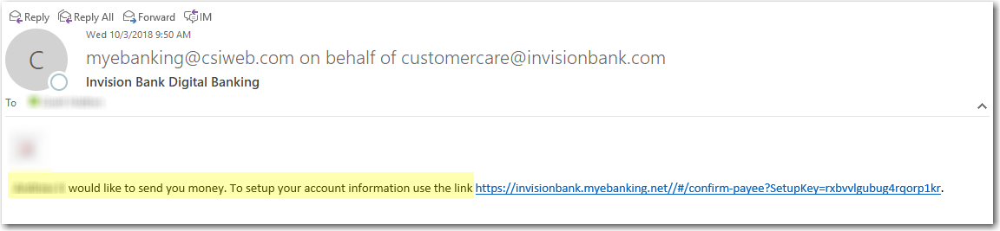 Reply Reply All Forward IM
Wed 10/3/2018 9:50 AM
C
myebanking@csiweb.com on behalf of customercare@invisionbank.com
Invision Bank Digital Banking
To
would like to send you money. To setup your account information use the link https://invisionbank.myebanking.net//#/confirm-payee?SetupKey=rxbvvlgubug4rqorp1kr.